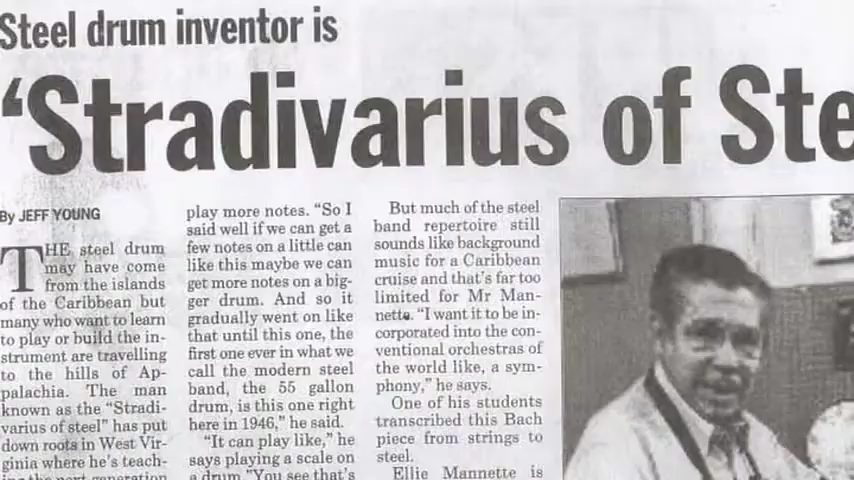 Steel drum inventor is
'Stradivarius of Ste
By JEFF YOUNG
THE steel drum
may have come
from the islands
of the Caribbean but
many who want to learn
to play or build the in-
strument are travelling
to the hills of Ap-
palachia. The man
known as the "Stradi-
varius of steel" has put
down roots in West Vir-
ginia where he's teach-
ing the next generation
play more notes. "So I
said well if we can get a
few notes on a little can
like this maybe we can
get more notes on a big-
ger drum. And so it
gradually went on like
that until this one, the
first one ever in what we
call the modern steel
band, the 55 gallon
drum, is this one right
here in 1946," he said.
"It can play like," he
says playing a scale on
a drum "You see that's
But much of the steel
band repertoire still
sounds like background
music for a Caribbean
cruise and that's far too
limited for Mr Man-
nette. "I want it to be in-
corporated into the con-
ventional orchestras of
the world like, a sym-
phony," he says.
One of his students
transcribed this Bach
piece from strings to
steel.
Ellie Mannette is